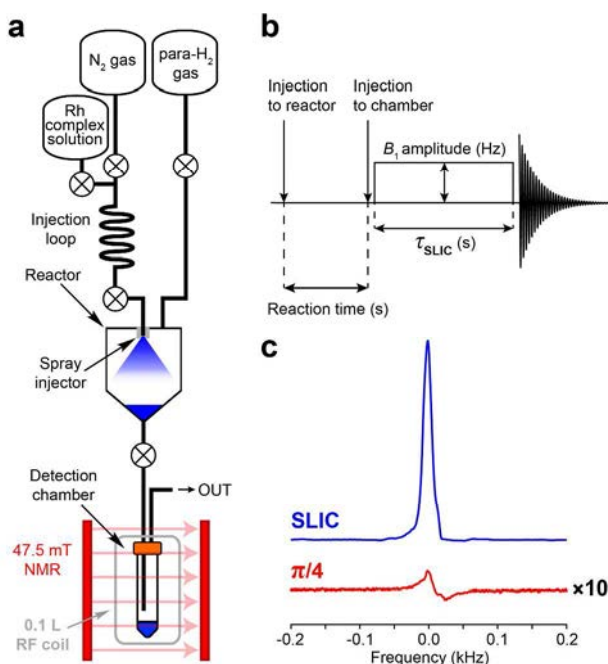 a
N₂ gas
para-H₂
gas
Rh
complex
solution
Injection
loop
Reactor
Spray
injector
Detection
chamber
OUT
47.5 mT
NMR
0.1 L
RF coil
b
Injection
to reactor
Injection
to chamber
B₁ amplitude (Hz)
τSLIC (s)
Reaction time (s)
c
SLIC
π/4
×10
-0.2 -0.1 0.0 0.1 0.2
Frequency (kHz)